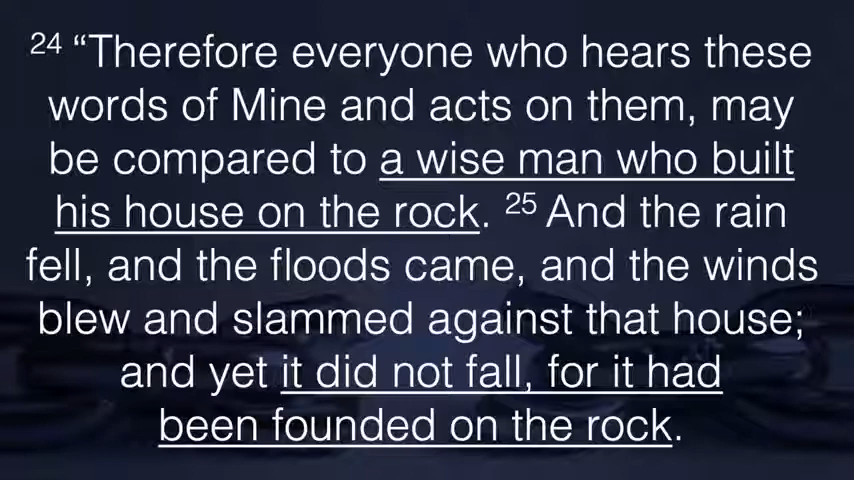 24 “Therefore everyone who hears these
words of Mine and acts on them, may
be compared to a wise man who built
his house on the rock. 25 And the rain
fell, and the floods came, and the winds
blew and slammed against that house;
and yet it did not fall, for it had
been founded on the rock.